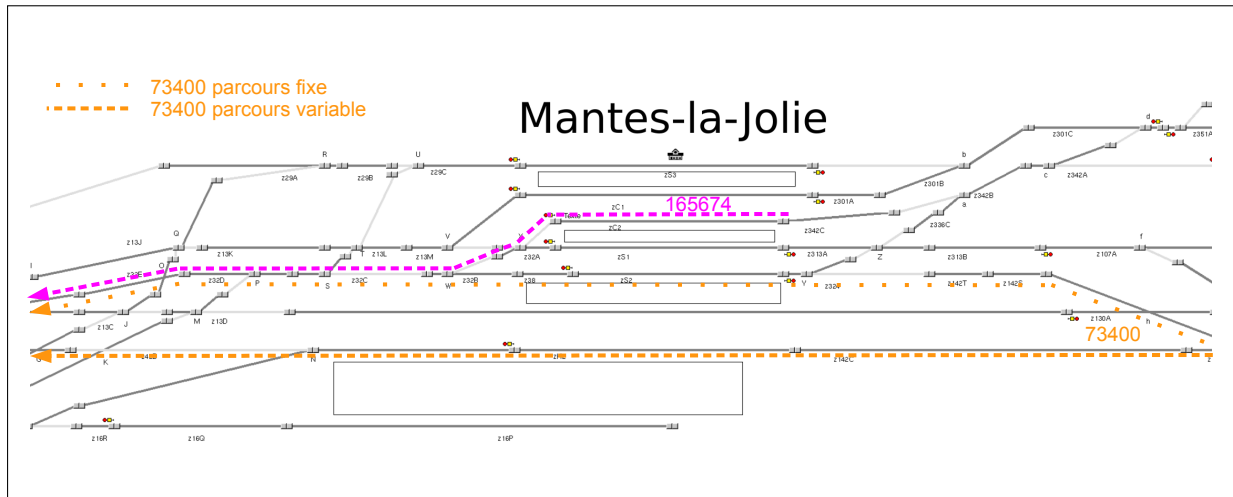 73400 parcours fixe
73400 parcours variable
Mantes-la-Jolie
d
z301C
z351A
R
U
b
z29A
z29B
z29C
zS3
c
z342A
z301B
z342B
165674
zC1
z301A
a
z336C
zC2
z342C
Q
V
f
z13J
z13K
T
z13L
z13M
z32A
zS1
z313A
Z
z313B
z107A
I
O
z32D
P
S
z32C
z32B
W
z38
zS2
Y
z142T
z142S
z13C
J
M
z13D
z130A
h
73400
G
K
N
z142C
z16R
z16Q
z16P